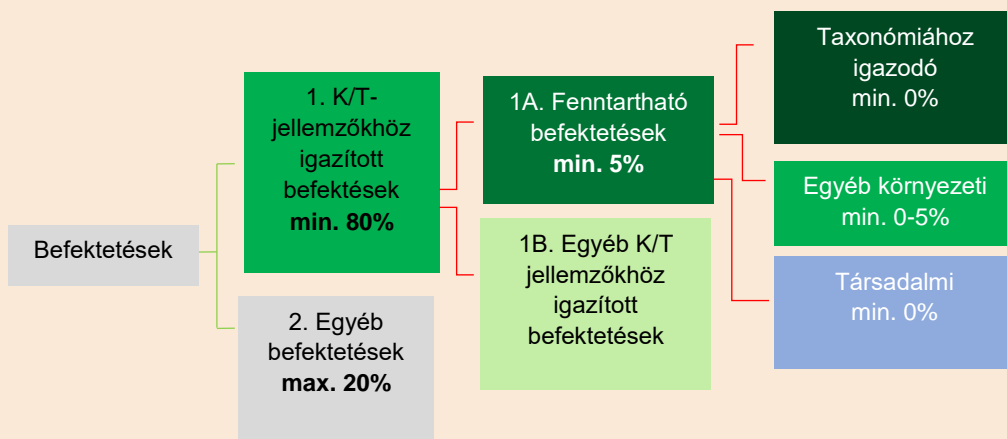 Befektetések
1. K/T-
jellemzőkhöz
igazított
befektések
min. 80%
2. Egyéb
befektetések
max. 20%
1A. Fenntartható
befektetések
min. 5%
1B. Egyéb K/T
jellemzőkhöz
igazított
befektetések
Taxonómiához
igazodó
min. 0%
Egyéb környezeti
min. 0-5%
Társadalmi
min. 0%